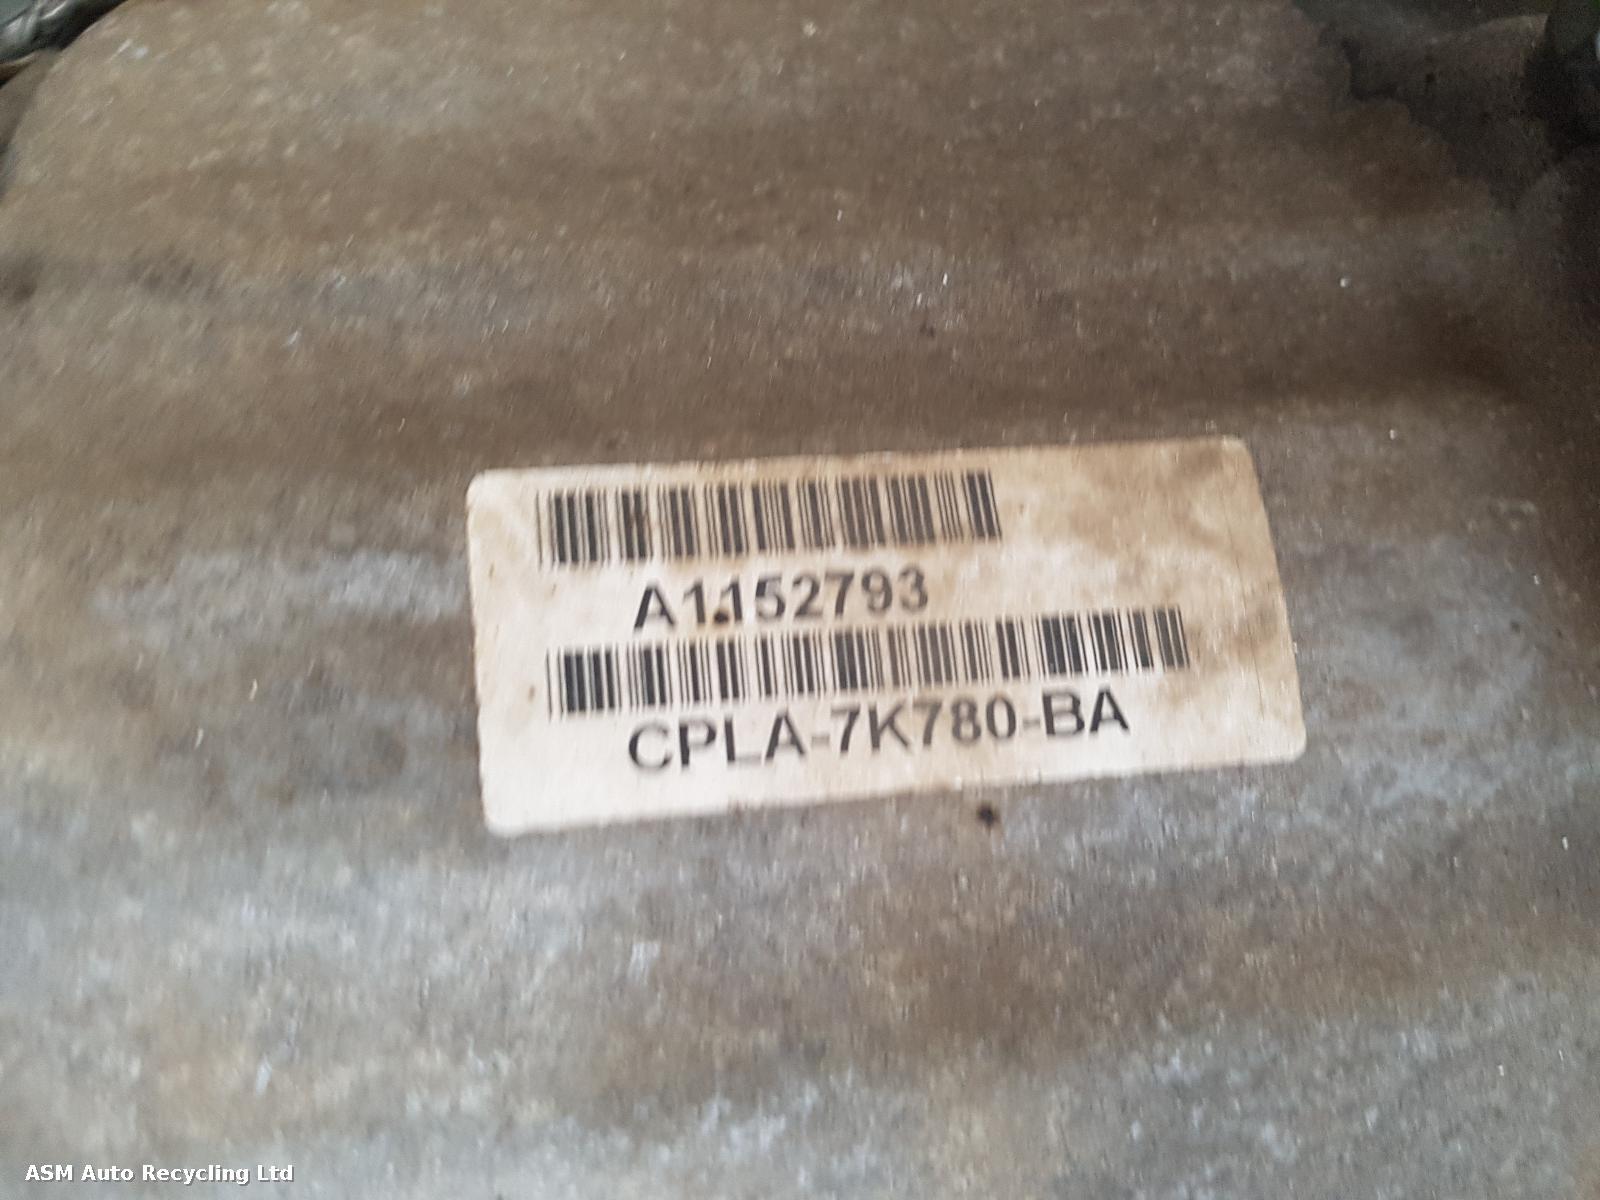 A1152793
CPLA-7K780-BA
ASM Auto Recycling Ltd